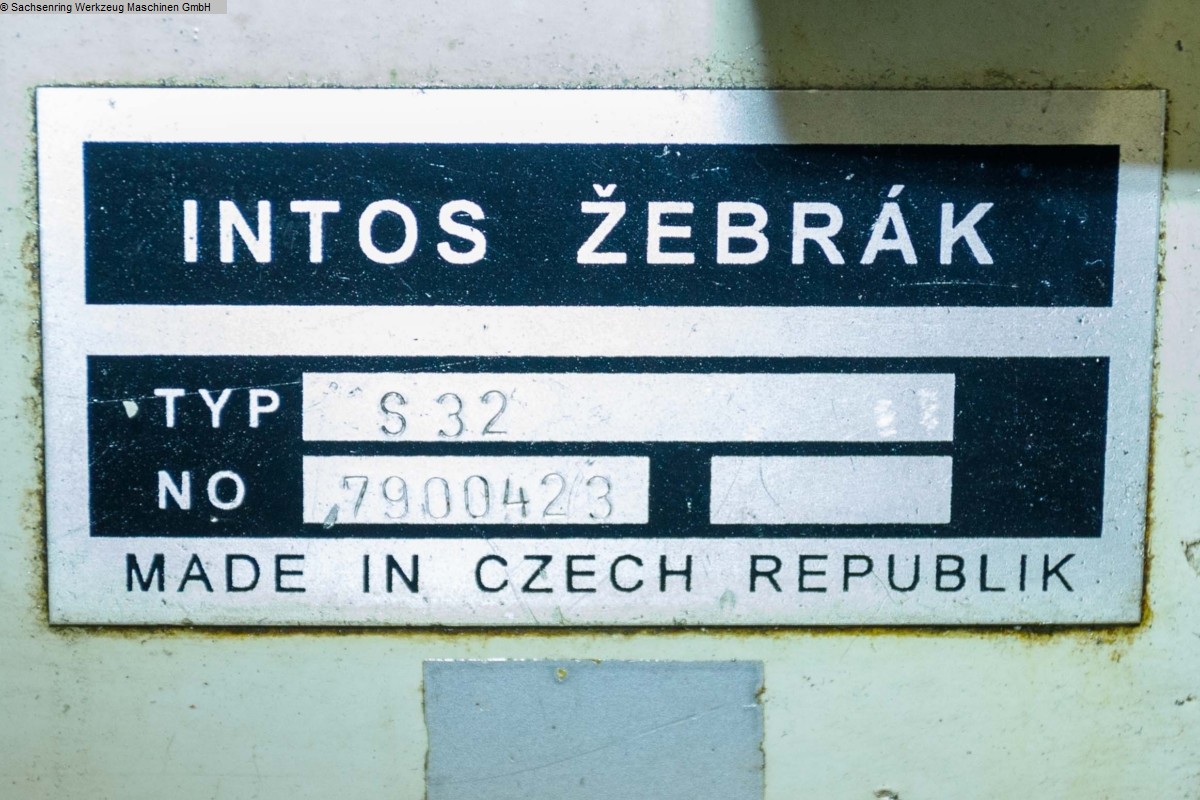 © Sachsenring Werkzeug Maschinen GmbH
INTOS ŽEBRÁK
TYP S 32
NO 7900423
MADE IN CZECH REPUBLIK